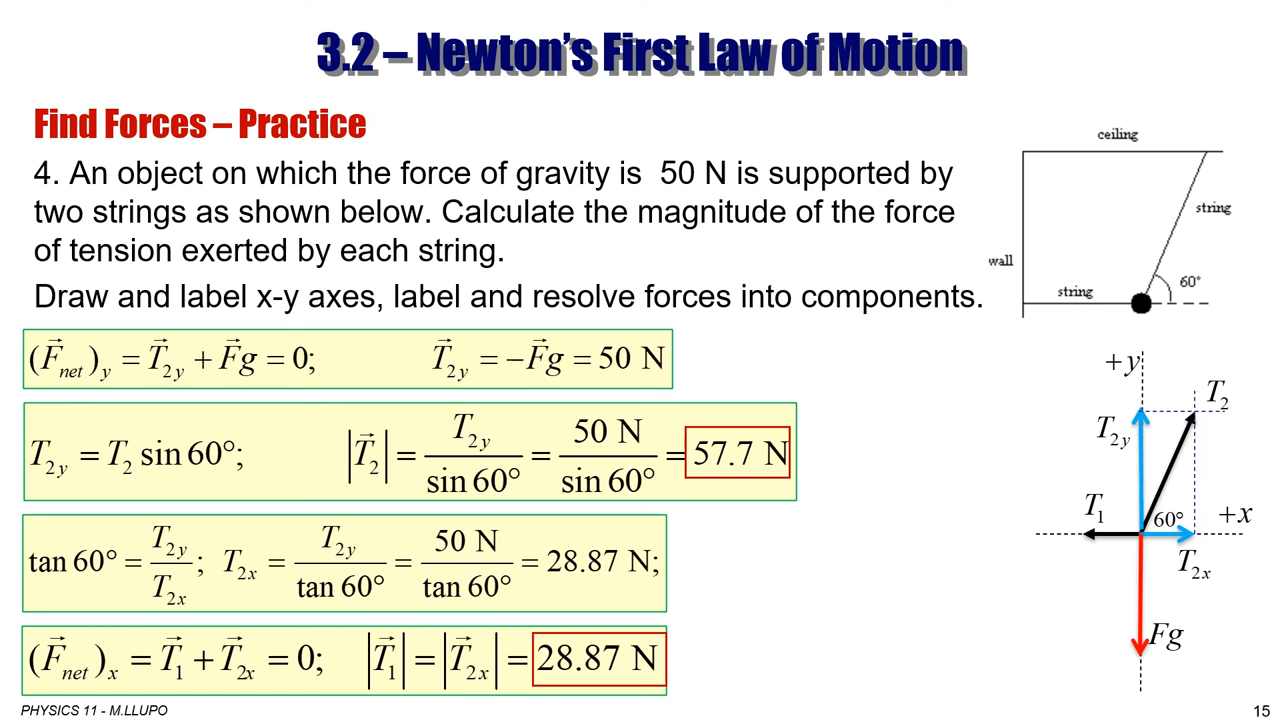 3.2 – Newton's First Law of Motion
Find Forces – Practice
4. An object on which the force of gravity is  50 N is supported by
two strings as shown below. Calculate the magnitude of the force
of tension exerted by each string.
Draw and label x-y axes, label and resolve forces into components.
ceiling
string
wall
60°
string
(F⃗net)y = T⃗2y + F⃗g = 0; T⃗2y = −F⃗g = 50 N
T2y = T2 sin 60°; |T⃗2| = T2y / sin 60° = 50 N / sin 60° = 57.7 N
tan 60° = T2y / T2x; T2x = T2y / tan 60° = 50 N / tan 60° = 28.87 N;
(F⃗net)x = T⃗1 + T⃗2x = 0; |T⃗1| = |T⃗2x| = 28.87 N
+y
T2
T2y
T1
60°
+x
T2x
Fg
PHYSICS 11 - M.LLUPO
15